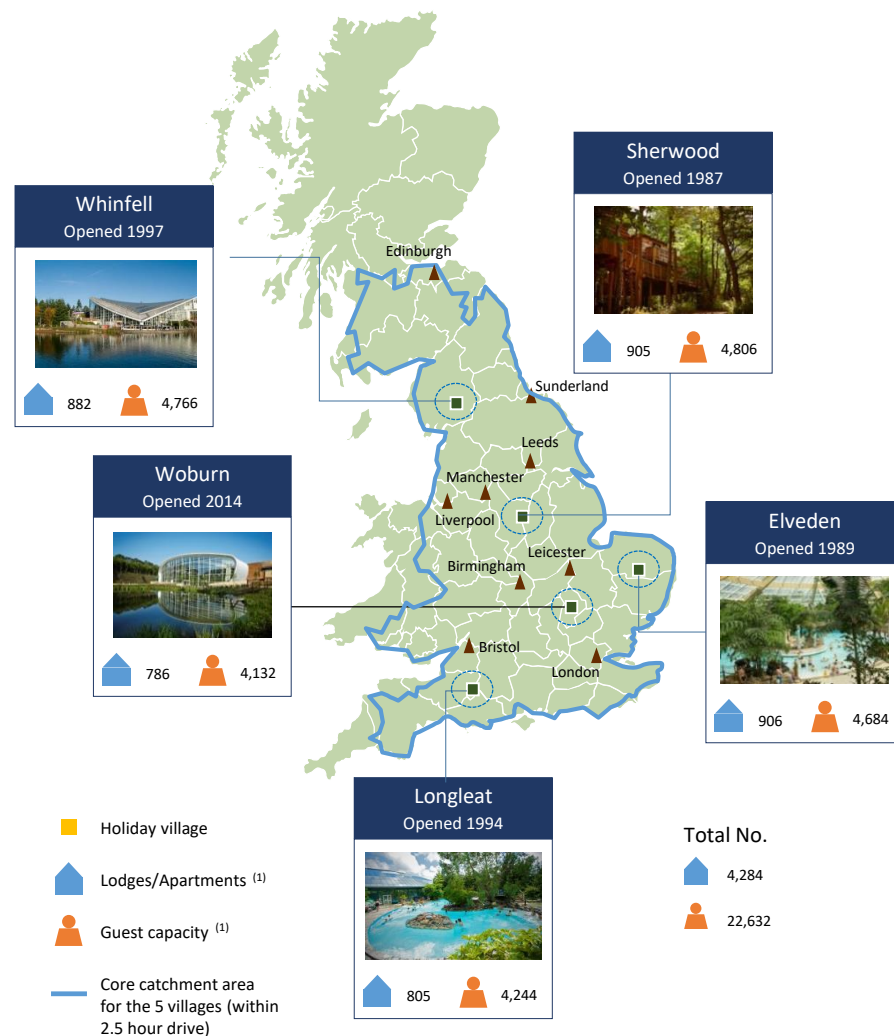 Sherwood
Opened 1987
905
4,806
Whinfell
Opened 1997
882
4,766
Edinburgh
Sunderland
Leeds
Manchester
Liverpool
Leicester
Birmingham
Bristol
London
Woburn
Opened 2014
786
4,132
Elveden
Opened 1989
906
4,684
Longleat
Opened 1994
805
4,244
Holiday village
Lodges/Apartments (1)
Guest capacity (1)
Core catchment area
for the 5 villages (within
2.5 hour drive)
Total No.
4,284
22,632